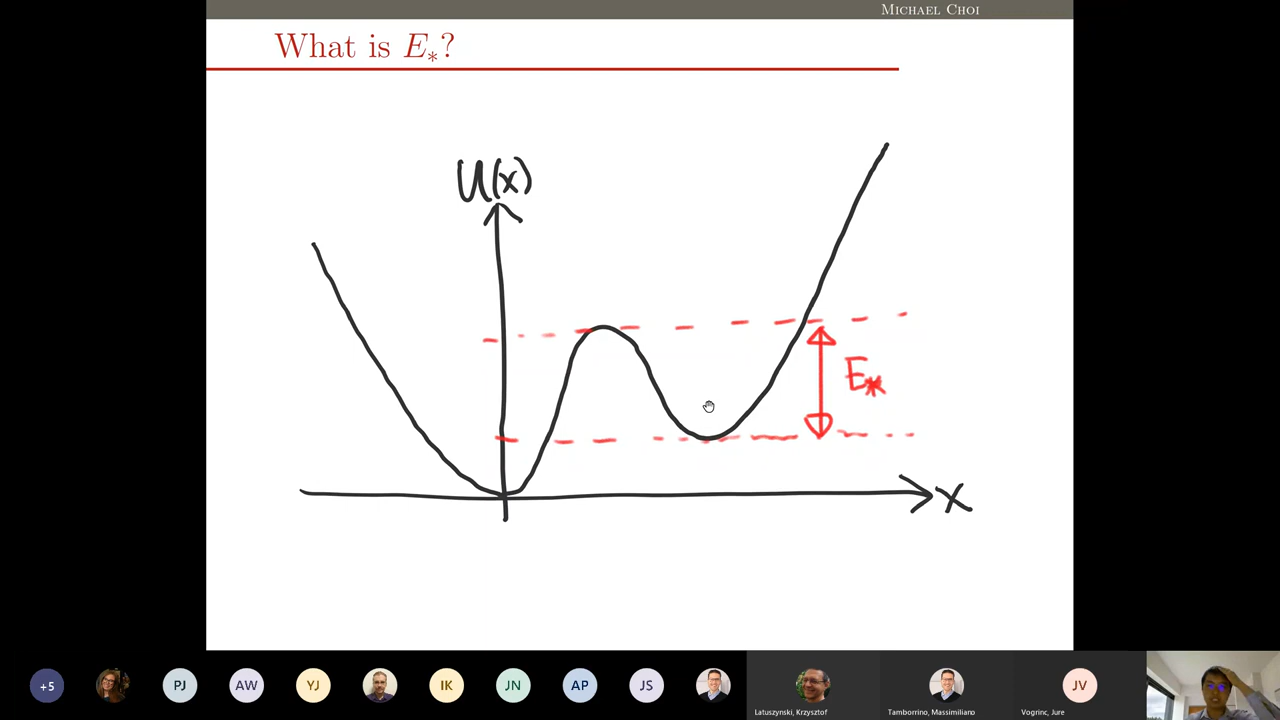 MICHAEL CHOI
What is E*?
U(x)
E*
x
+5
PJ
AW
YJ
IK
JN
AP
JS
JV
Latuszynski, Krzysztof
Tamborrino, Massimiliano
Vogrinc, Jure